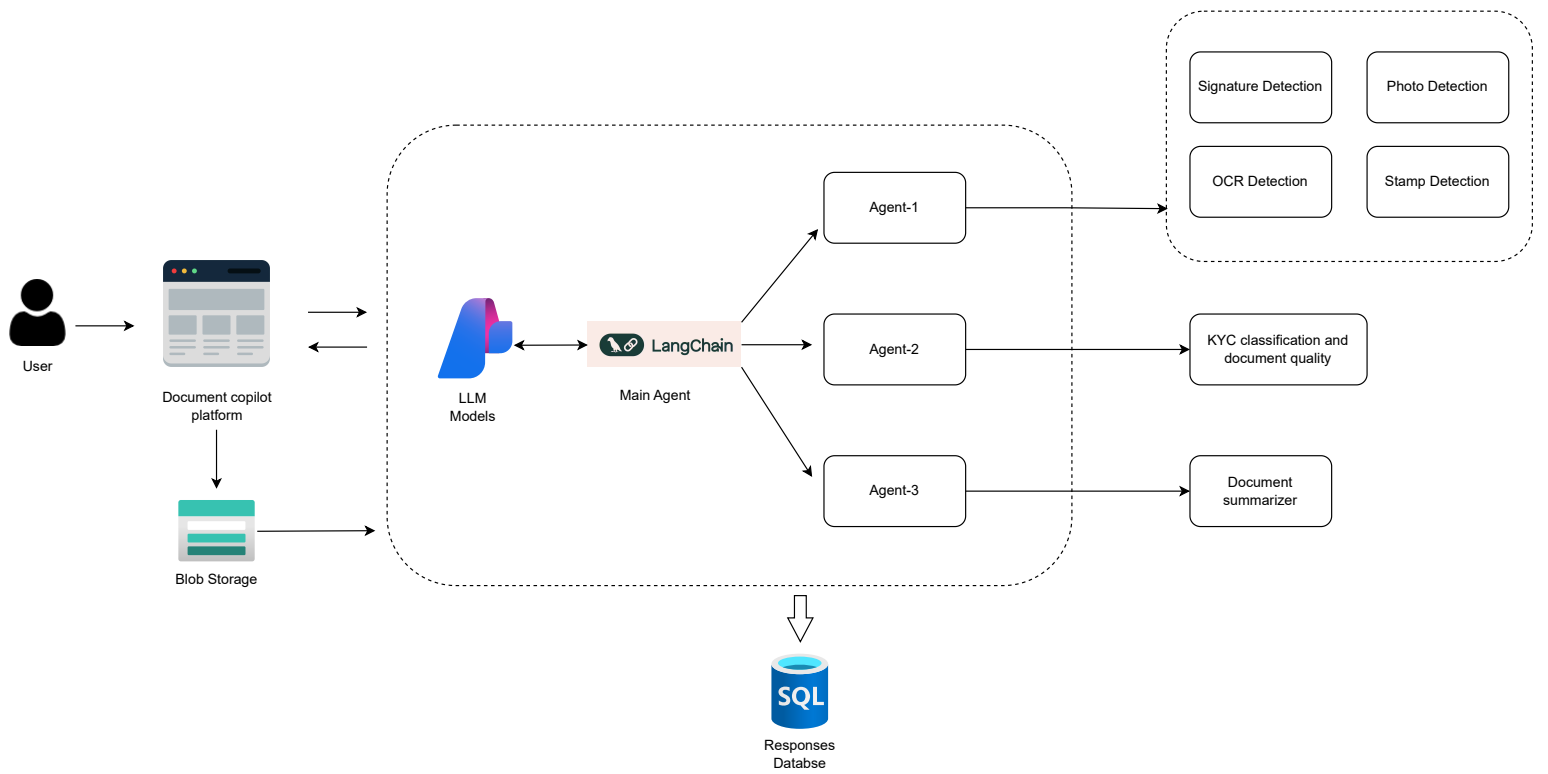 Signature Detection
Photo Detection
OCR Detection
Stamp Detection
Agent-1
User
Document copilot
platform
LLM
Models
LangChain
Main Agent
Agent-2
KYC classification and
document quality
Agent-3
Document
summarizer
Blob Storage
SQL
Responses
Databse